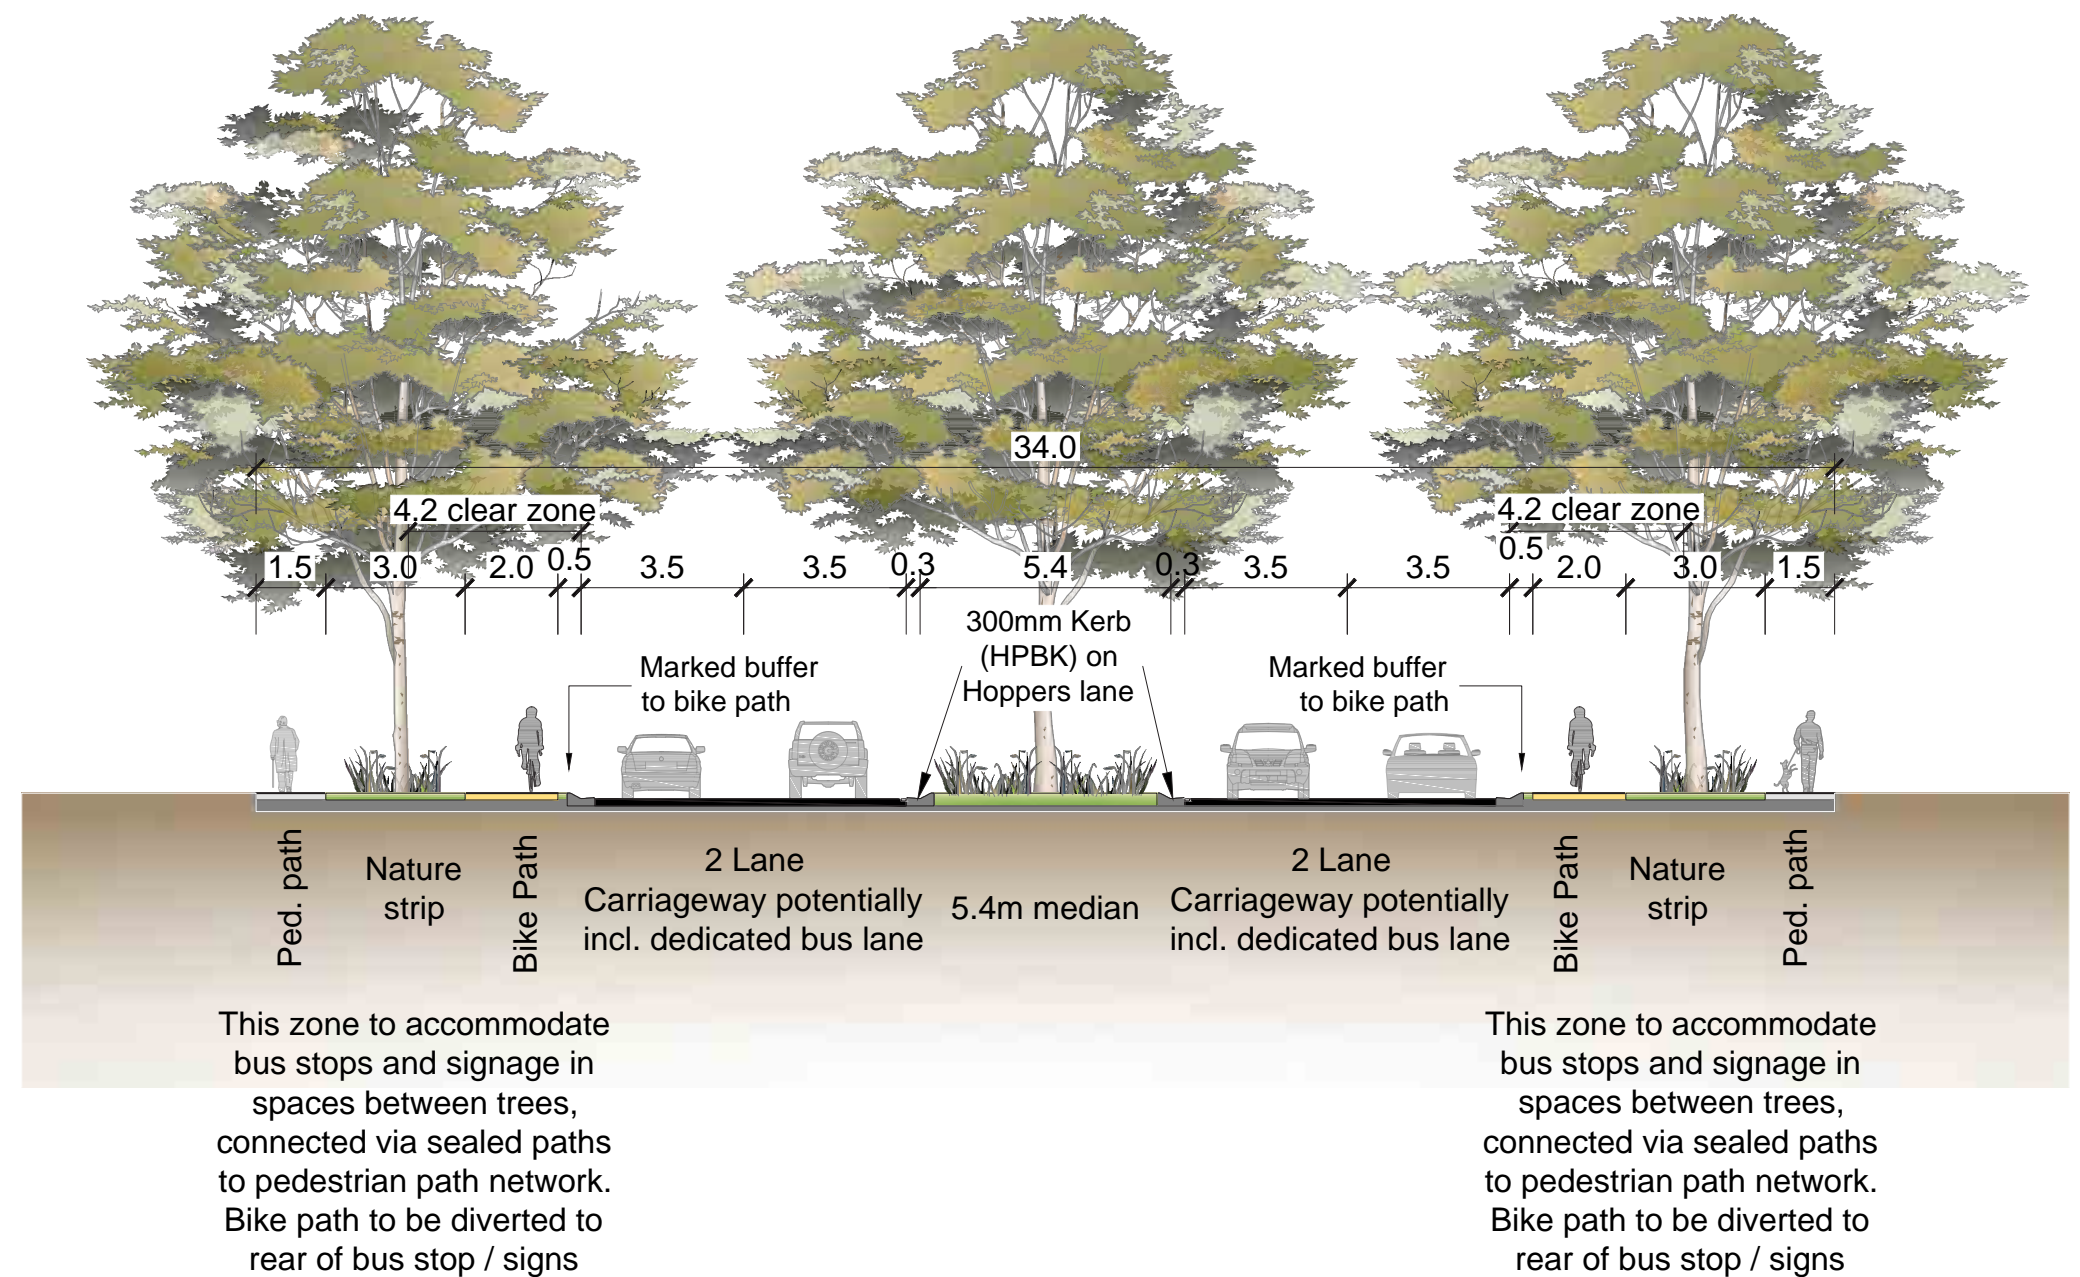 34.0
4.2 clear zone
4.2 clear zone
1.5 3.0 2.0 0.5 3.5 3.5 0.3 5.4 0.3 3.5 3.5 0.5 2.0 3.0 1.5
300mm Kerb
(HPBK) on
Hoppers lane
Marked buffer
to bike path
Marked buffer
to bike path
Ped. path
Nature
strip
Bike Path
2 Lane
Carriageway potentially
incl. dedicated bus lane
5.4m median
2 Lane
Carriageway potentially
incl. dedicated bus lane
Bike Path
Nature
strip
Ped. path
This zone to accommodate
bus stops and signage in
spaces between trees,
connected via sealed paths
to pedestrian path network.
Bike path to be diverted to
rear of bus stop / signs
This zone to accommodate
bus stops and signage in
spaces between trees,
connected via sealed paths
to pedestrian path network.
Bike path to be diverted to
rear of bus stop / signs